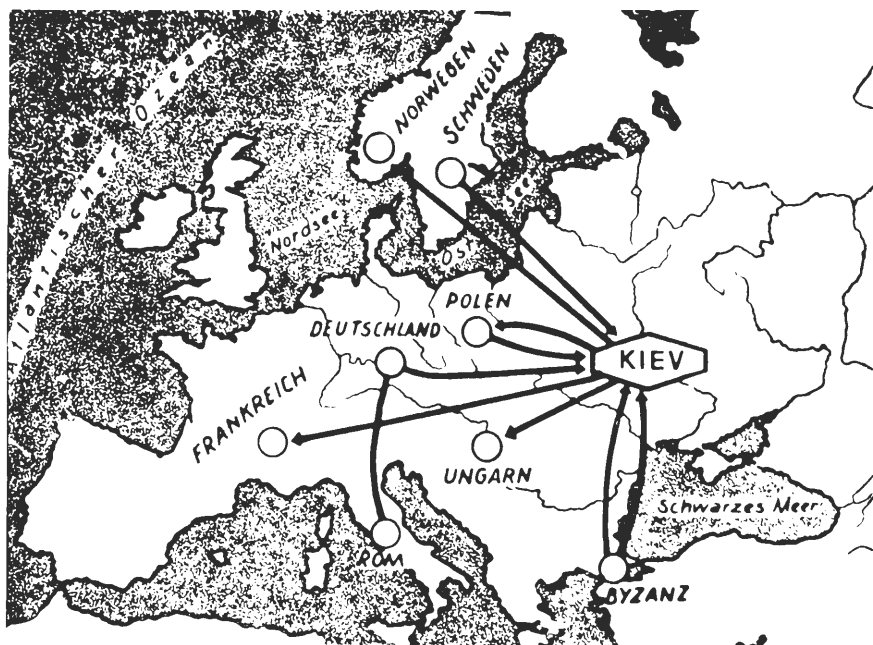 Atlantischer Ozean
NORWEGEN
SCHWEDEN
Nordsee
Ostsee
POLEN
DEUTSCHLAND
KIEV
FRANKREICH
UNGARN
Schwarzes Meer
ROM
BYZANZ